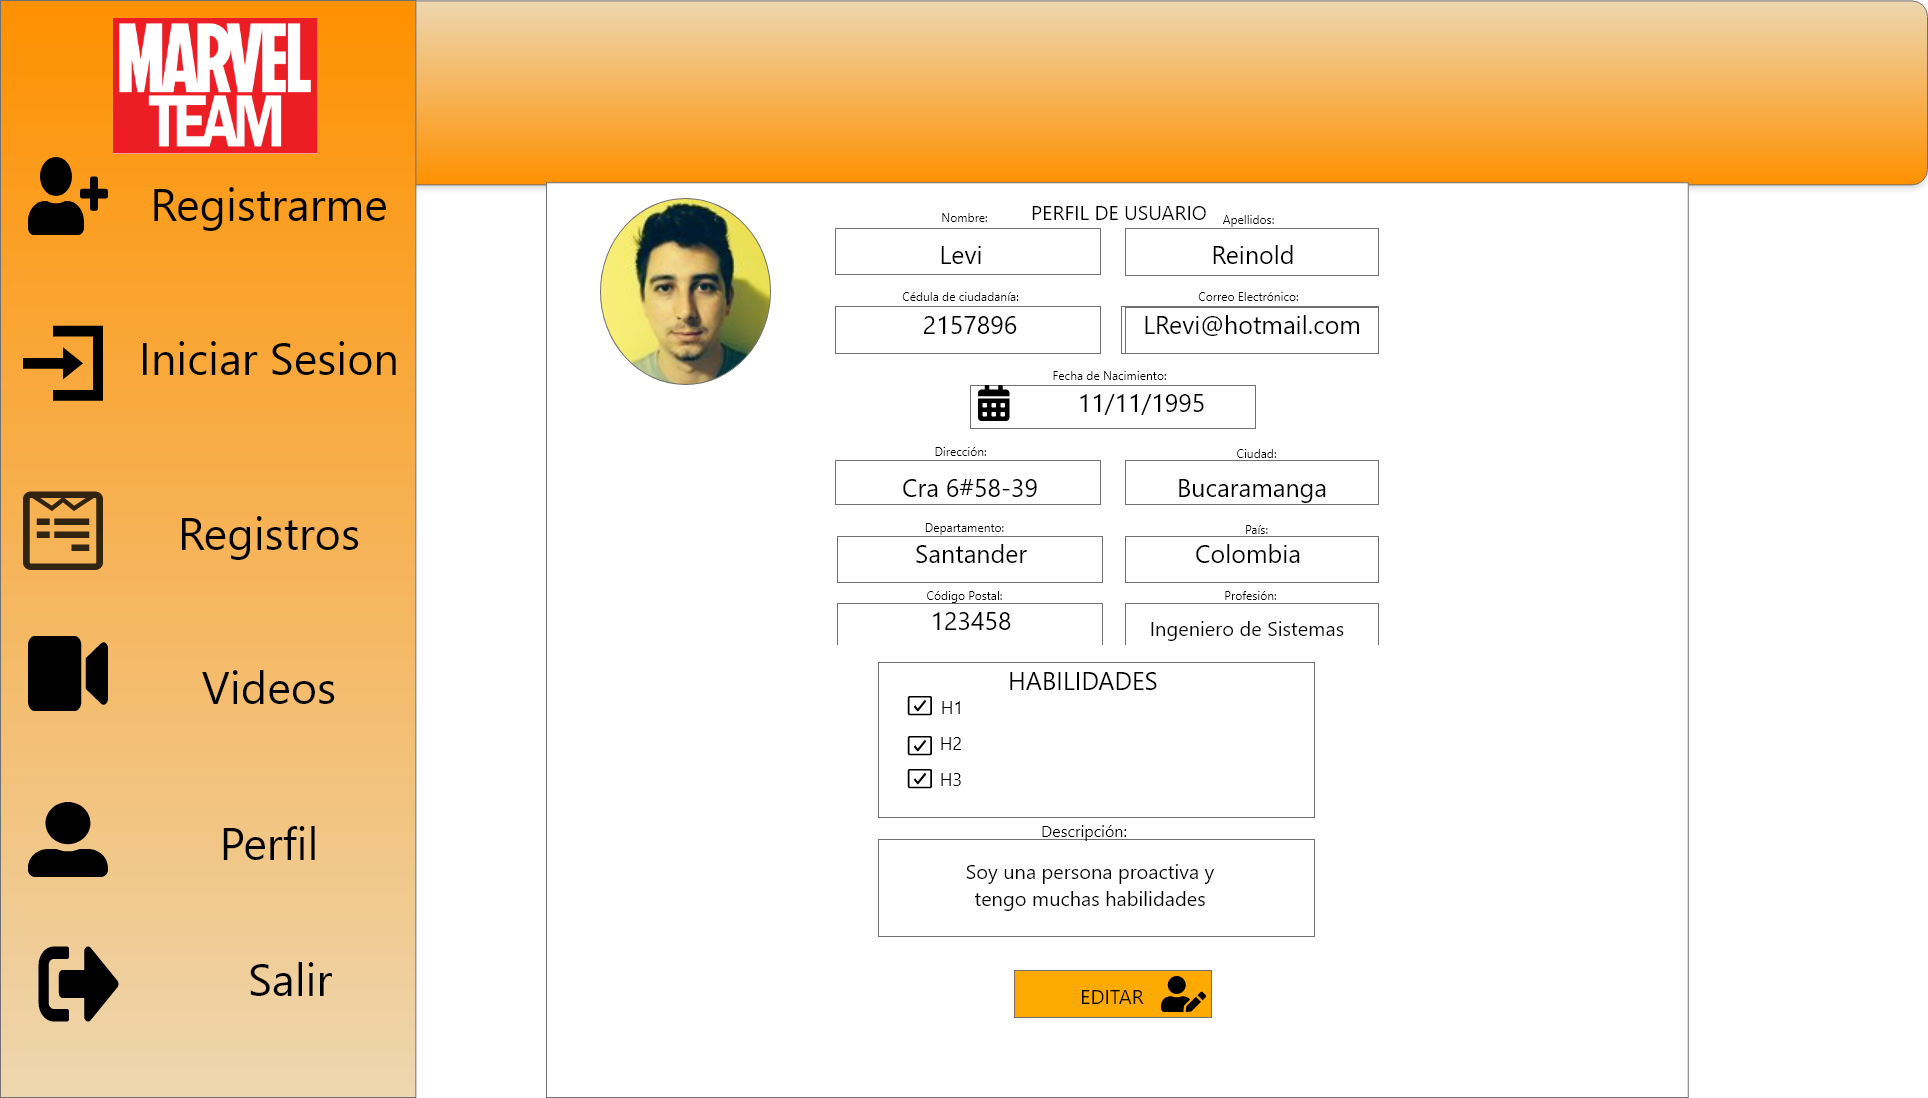 MARVEL
TEAM
Registrarme
Iniciar Sesion
Registros
Videos
Perfil
Salir
PERFIL DE USUARIO
Nombre:
Levi
Apellidos:
Reinold
Cédula de ciudadanía:
2157896
Correo Electrónico:
LRevi@hotmail.com
Fecha de Nacimiento:
11/11/1995
Dirección:
Cra 6#58-39
Ciudad:
Bucaramanga
Departamento:
Santander
País:
Colombia
Código Postal:
123458
Profesión:
Ingeniero de Sistemas
HABILIDADES
H1
H2
H3
Descripción:
Soy una persona proactiva y
tengo muchas habilidades
EDITAR